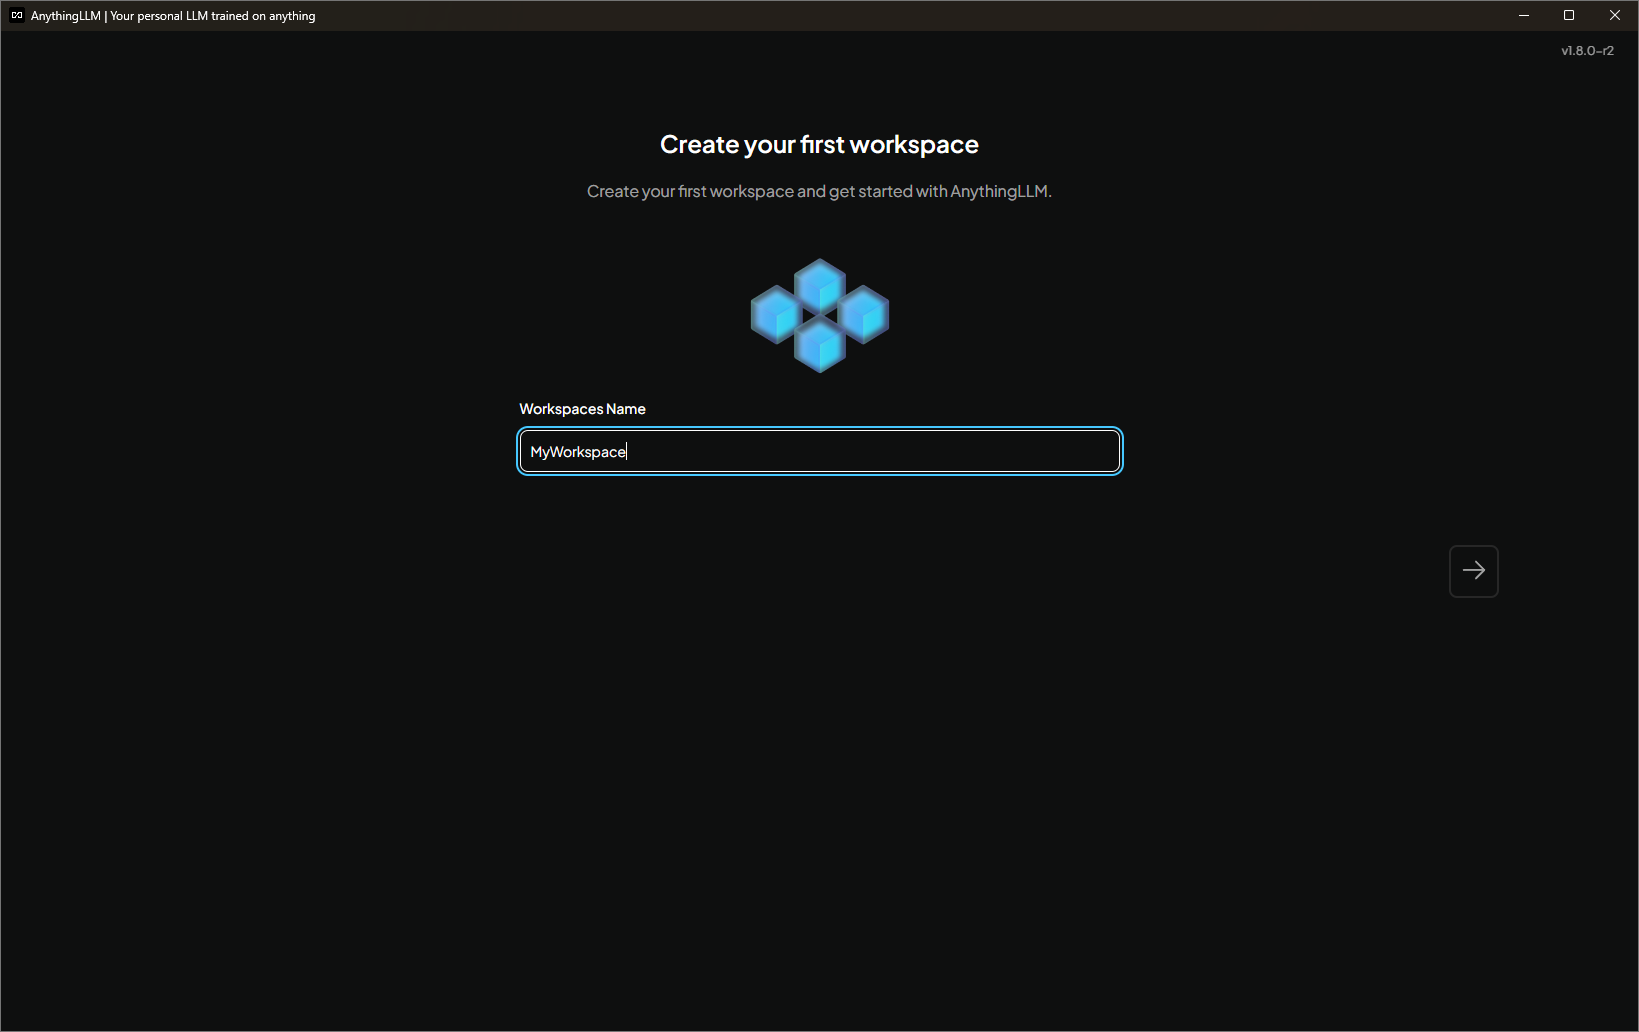 AnythingLLM | Your personal LLM trained on anything
v1.8.0-r2
Create your first workspace
Create your first workspace and get started with AnythingLLM.
Workspaces Name
MyWorkspace